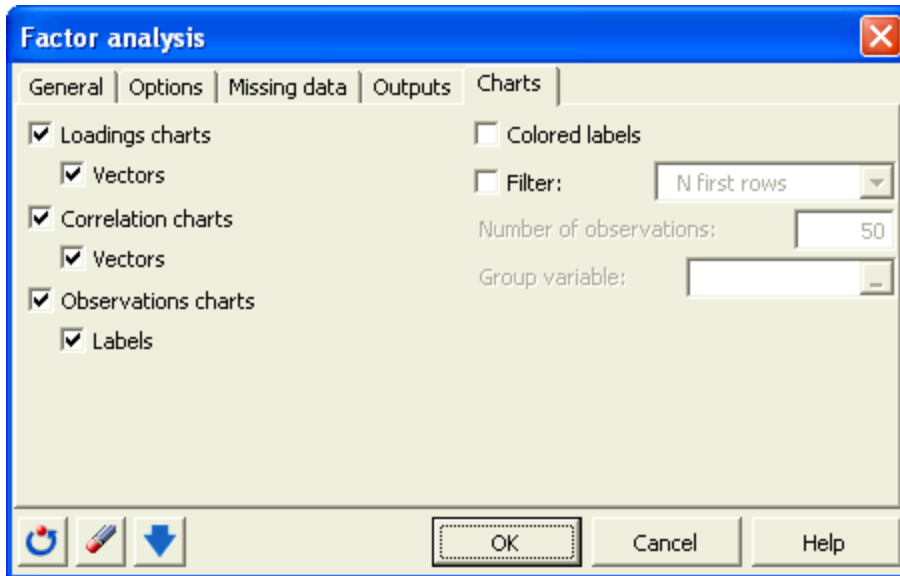 Factor analysis
General Options Missing data Outputs Charts
Loadings charts
Vectors
Correlation charts
Vectors
Observations charts
Labels
Colored labels
Filter: N first rows
Number of observations: 50
Group variable: _
OK Cancel Help